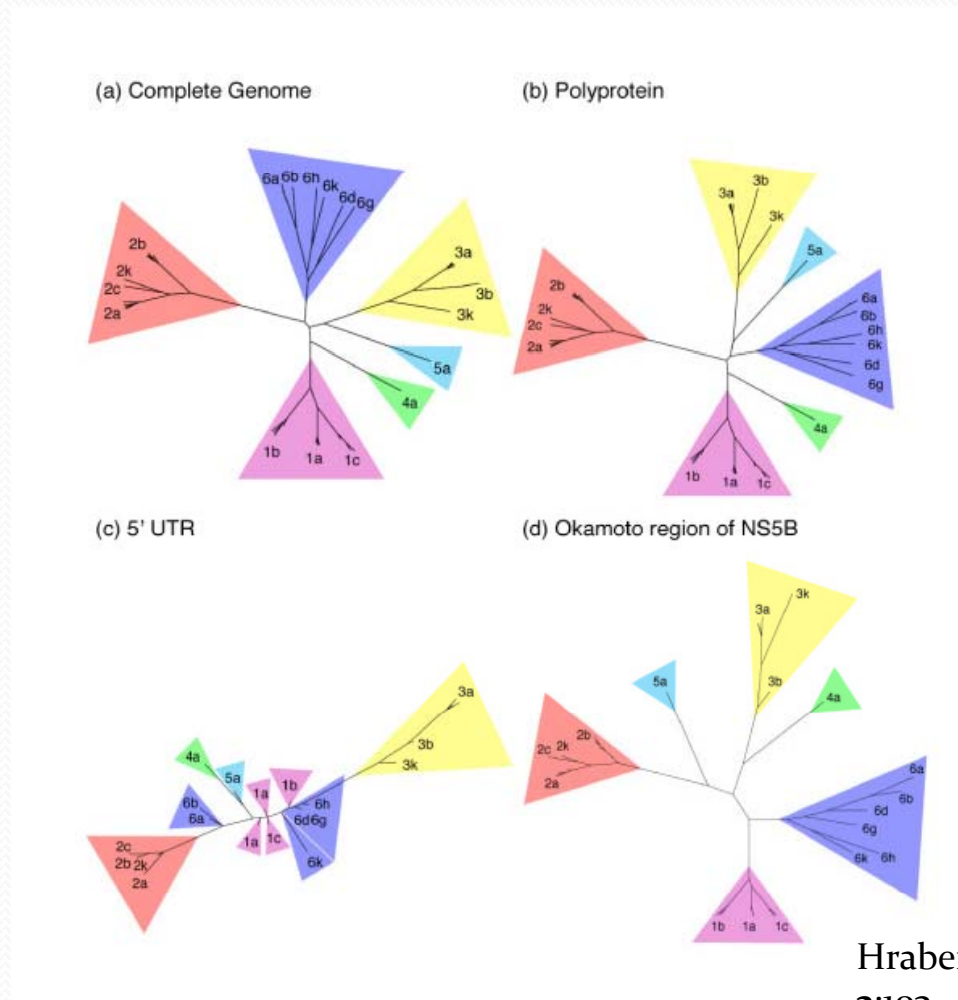 (a) Complete Genome
6a 6b 6h 6k 6d 6g
2b
2k
2c
2a
3a
3b
3k
5a
4a
1b 1a 1c
(b) Polyprotein
3a 3b
3k
5a
2b
2k
2c
2a
6a
6b
6h
6k
6d
6g
4a
1b 1a 1c
(c) 5' UTR
3a
3b
3k
4a
5a
1a 1b
6b
6a
6h
6d 6g
1a 1c
6k
2c
2b 2k
2a
(d) Okamoto region of NS5B
3k
3a
3b
5a
4a
2b
2c 2k
2a
6a
6b
6d
6g
6k 6h
1b 1a 1c